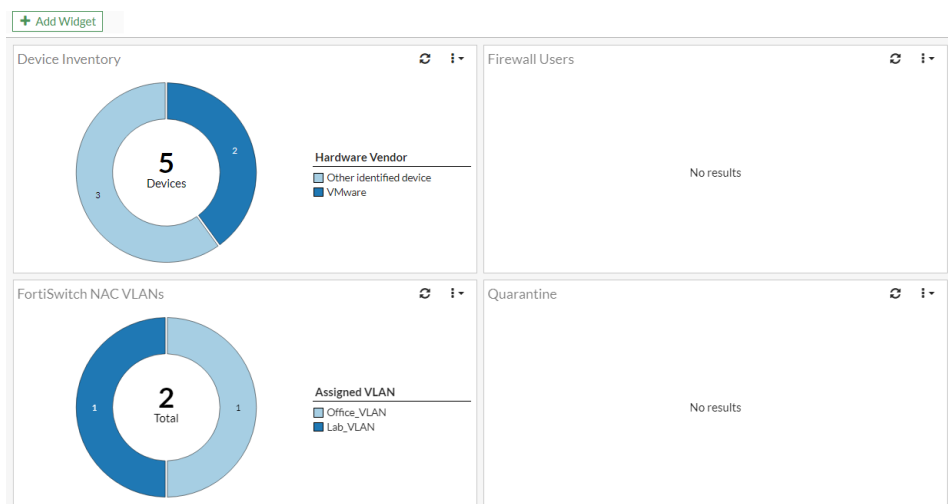 Add Widget
Device Inventory
Firewall Users
5
Devices
2
3
Hardware Vendor
Other identified device
VMware
No results
FortiSwitch NAC VLANs
Quarantine
2
Total
1
1
Assigned VLAN
Office_VLAN
Lab_VLAN
No results